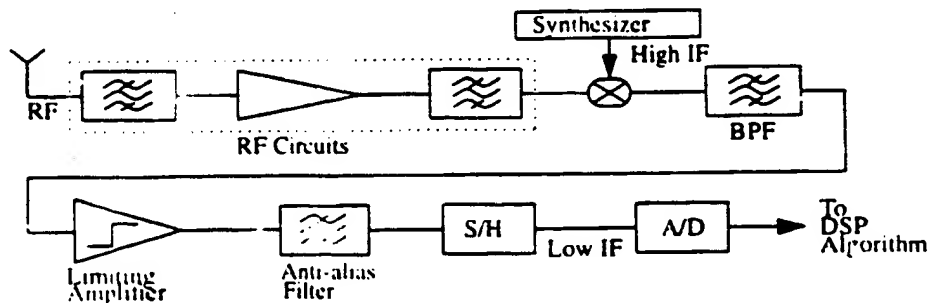 Synthesizer
High IF
RF
RF Circuits
BPF
S/H
A/D
Low IF
To
DSP
Algorithm
Limiting
Amplifier
Anti-alias
Filter